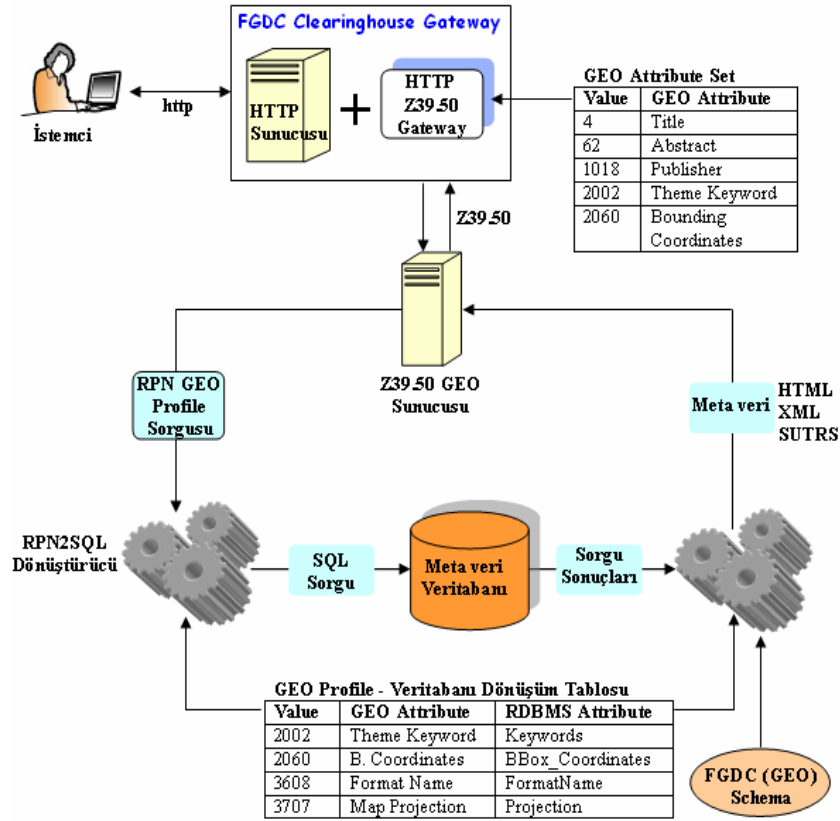 FGDC Clearinghouse Gateway
İstemci
http
HTTP
Sunucusu
+
HTTP
Z39.50
Gateway
GEO Attribute Set
Value GEO Attribute
4 Title
62 Abstract
1018 Publisher
2002 Theme Keyword
2060 Bounding
Coordinates
Z39.50
Z39.50 GEO
Sunucusu
RPN GEO
Profile
Sorgusu
Meta veri
HTML
XML
SUTRS
RPN2SQL
Dönüştürücü
SQL
Sorgu
Meta veri
Veritabanı
Sorgu
Sonuçları
GEO Profile - Veritabanı Dönüşüm Tablosu
Value GEO Attribute RDBMS Attribute
2002 Theme Keyword Keywords
2060 B. Coordinates BBox_Coordinates
3608 Format Name FormatName
3707 Map Projection Projection
FGDC (GEO)
Schema